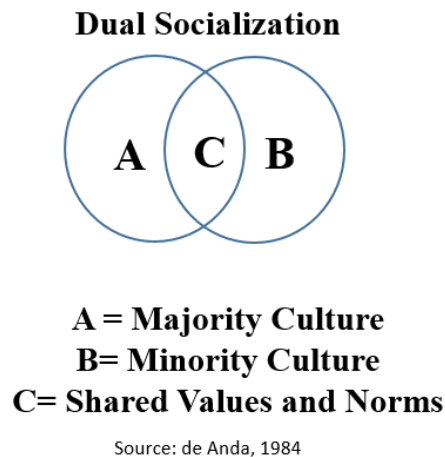 Dual Socialization
A C B
A = Majority Culture
B= Minority Culture
C= Shared Values and Norms
Source: de Anda, 1984